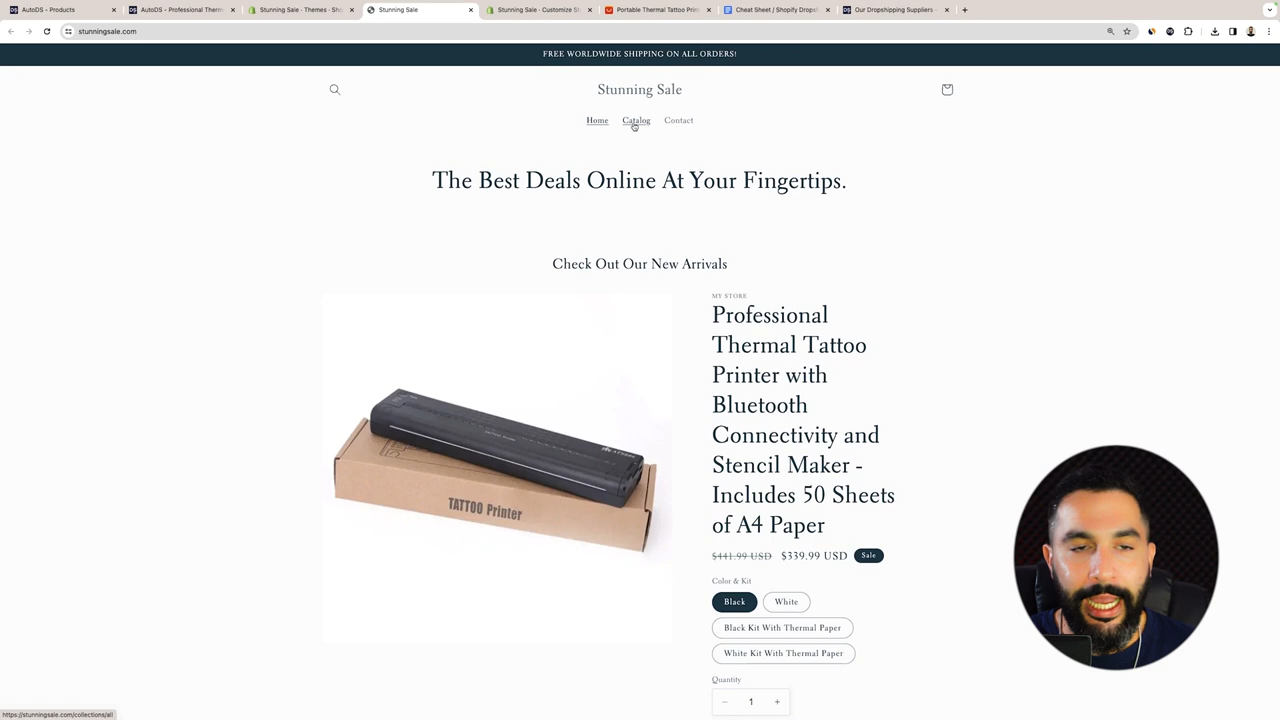 AutoDS - Products
AutoDS - Professional Therm
Stunning Sale · Themes · Sho
Stunning Sale
Stunning Sale · Customize St
Portable Thermal Tattoo Prin
Cheat Sheet / Shopify Drops
Our Dropshipping Suppliers -
stunningsale.com
FREE WORLDWIDE SHIPPING ON ALL ORDERS!
Stunning Sale
Home Catalog Contact
The Best Deals Online At Your Fingertips.
Check Out Our New Arrivals
MY STORE
Professional
Thermal Tattoo
Printer with
Bluetooth
Connectivity and
Stencil Maker -
Includes 50 Sheets
of A4 Paper
$441.99 USD $339.99 USD Sale
Color & Kit
Black White
Black Kit With Thermal Paper
White Kit With Thermal Paper
Quantity
− 1 +
TATTOO Printer
https://stunningsale.com/collections/all